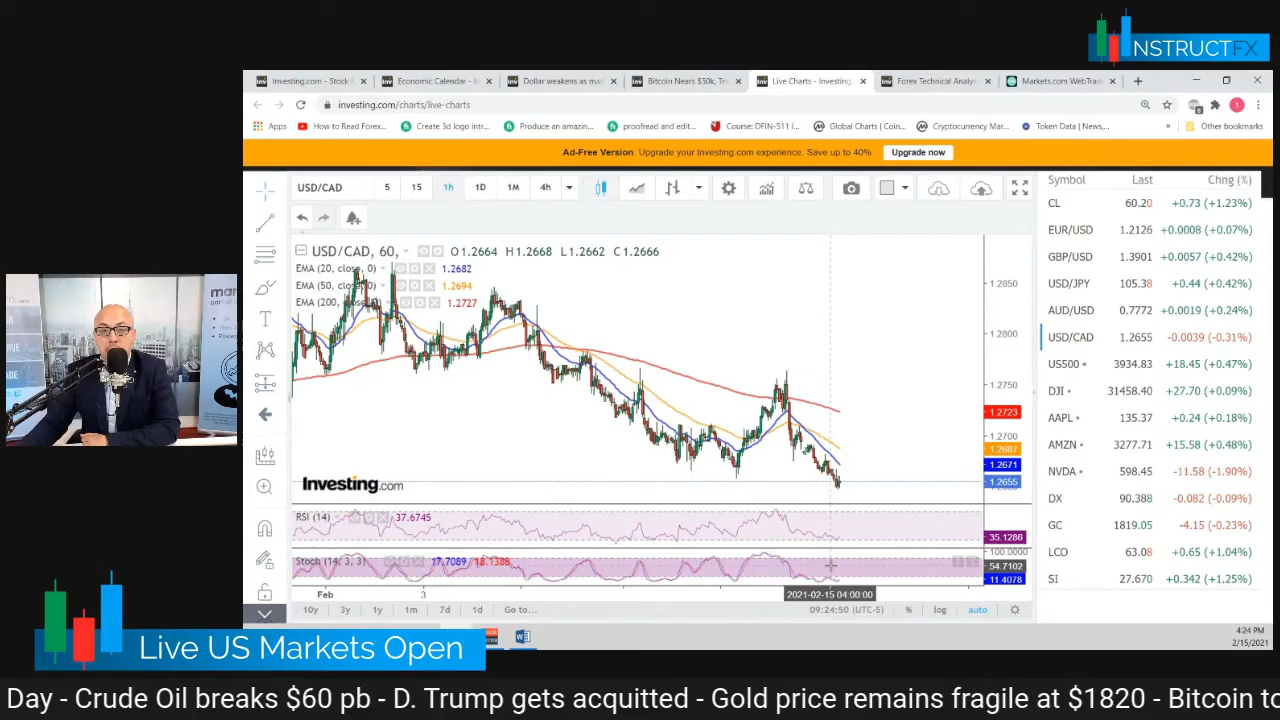 NSTRUCTFX
Investing.com - Stock
Economic Calendar - In
Dollar weakens as mar
Bitcoin Nears $50k, Te
Live Charts - Investing.
Forex Technical Analys
Markets.com WebTrad
investing.com/charts/live-charts
Apps
How to Read Forex...
Create 3d logo intr...
Produce an amazin...
proofread and edit...
Course: DFIN-511 I...
Global Charts | Coin...
Cryptocurrency Mar...
Token Data | News,...
» Other bookmarks
Ad-Free Version. Upgrade your Investing.com experience. Save up to 40% Upgrade now
USD/CAD 5 15 1h 1D 1M 4h
USD/CAD, 60, O1.2664 H1.2668 L1.2662 C1.2666
EMA (20, close, 0) 1.2682
EMA (50, close, 0) 1.2694
EMA (200, close, 0) 1.2727
1.2850
1.2800
1.2750
1.2723
1.2700
1.2687
1.2671
1.2655
Investing.com
RSI (14) 37.6745
35.1286
Stoch (14, 3, 3) 17.7089 18.1388
100.0000
54.7102
11.4078
Feb 3 2021-02-15 04:00:00
10y 3y 1y 1m 7d 1d Go to... 09:24:50 (UTC-5) % log auto
Symbol Last Chng (%)
CL 60.20 +0.73 (+1.23%)
EUR/USD 1.2126 +0.0008 (+0.07%)
GBP/USD 1.3901 +0.0057 (+0.42%)
USD/JPY 105.38 +0.44 (+0.42%)
AUD/USD 0.7772 +0.0019 (+0.24%)
USD/CAD 1.2655 -0.0039 (-0.31%)
US500 3934.83 +18.45 (+0.47%)
DJI 31458.40 +27.70 (+0.09%)
AAPL 135.37 +0.24 (+0.18%)
AMZN 3277.71 +15.58 (+0.48%)
NVDA 598.45 -11.58 (-1.90%)
DX 90.388 -0.082 (-0.09%)
GC 1819.05 -4.15 (-0.23%)
LCO 63.08 +0.65 (+1.04%)
SI 27.670 +0.342 (+1.25%)
4:24 PM
2/15/2021
Live US Markets Open
Day - Crude Oil breaks $60 pb - D. Trump gets acquitted - Gold price remains fragile at $1820 - Bitcoin to